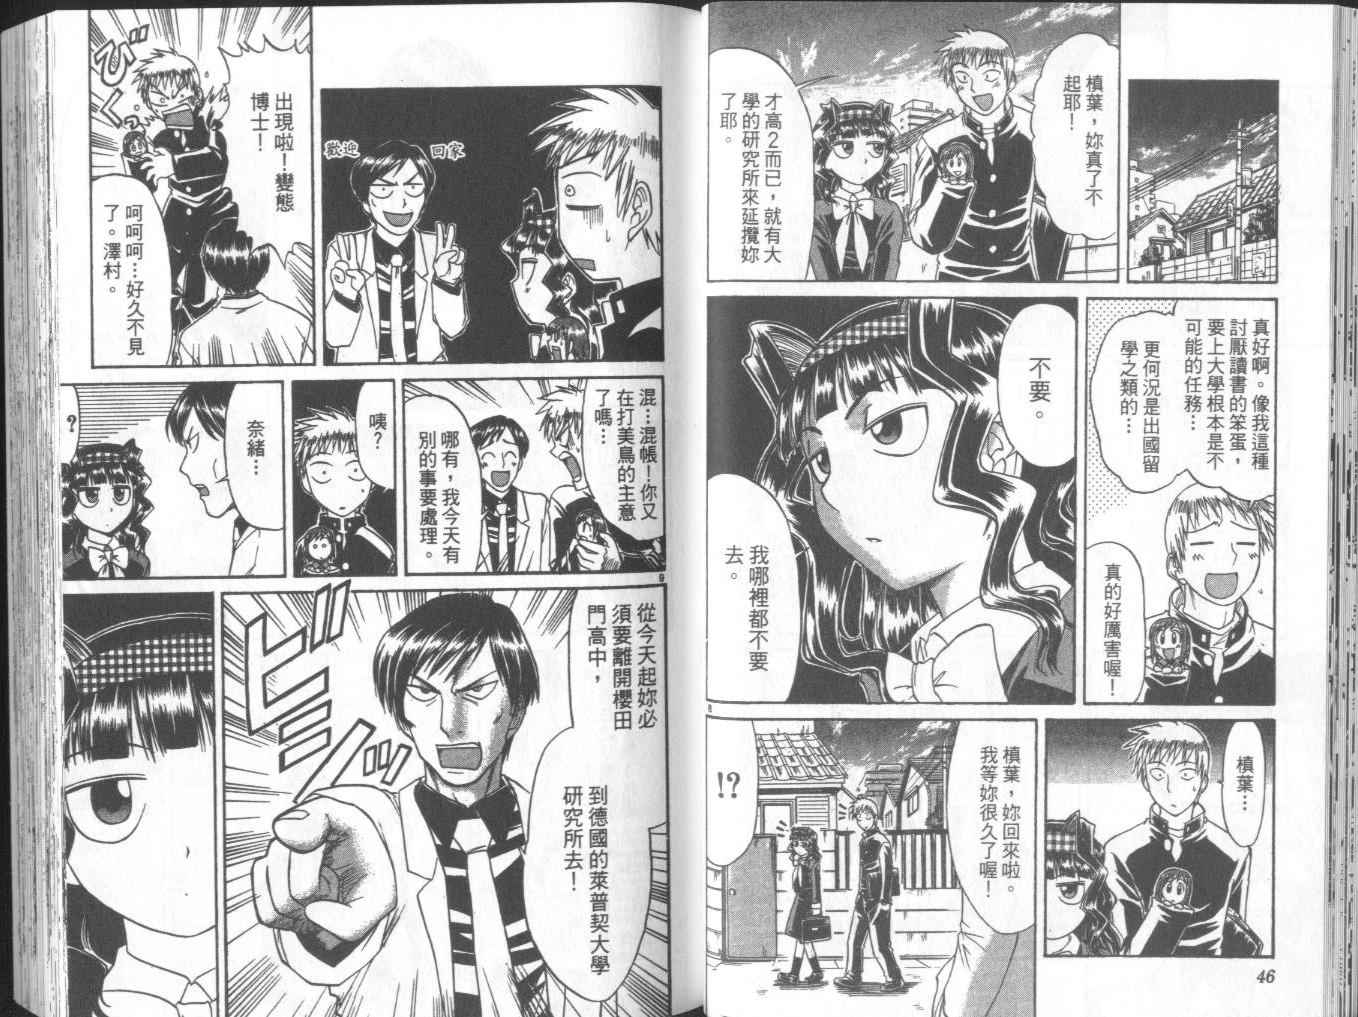 槙葉，妳真了不
起耶！
才高２而已，就有大
學的研究所來延攬妳
了耶。
真好啊。像我這種
討厭讀書的笨蛋，
要上大學根本是不
可能的任務…
更何況是出國留
學之類的…
真的好厲害喔！
不要。
我哪裡都不要
去。
槙葉…
槙葉，妳回來啦。
我等妳很久了喔！
!?
8
46
歡迎
回家
出現啦！變態
博士！
びくっ
呵呵呵…好久不見
了。澤村。
混…混帳！你又
在打美鳥的主意
了嗎…
哪有，我今天有
別的事要處理。
咦？
奈緒…
?
9
從今天起妳必
須要離開櫻田
門高中，
到德國的萊普契大學
研究所去！
ビシッ